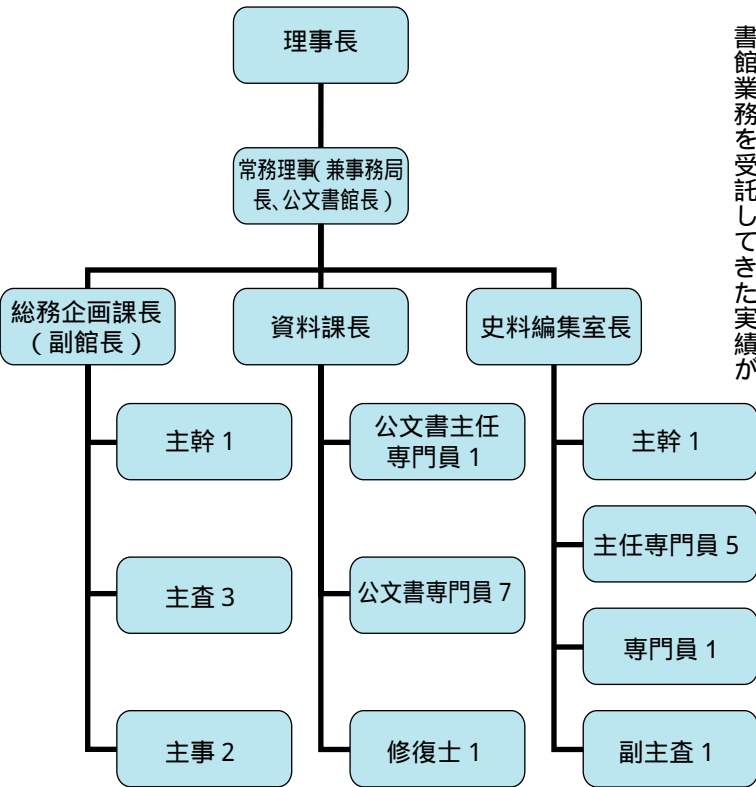 理事長
常務理事(兼事務局
長、公文書館長)
総務企画課長
(副館長)
資料課長
史料編集室長
主幹 1
主査 3
主事 2
公文書主任
専門員 1
公文書専門員 7
修復士 1
主幹 1
主任専門員 5
専門員 1
副主査 1
書館業務を受託してきた実績が